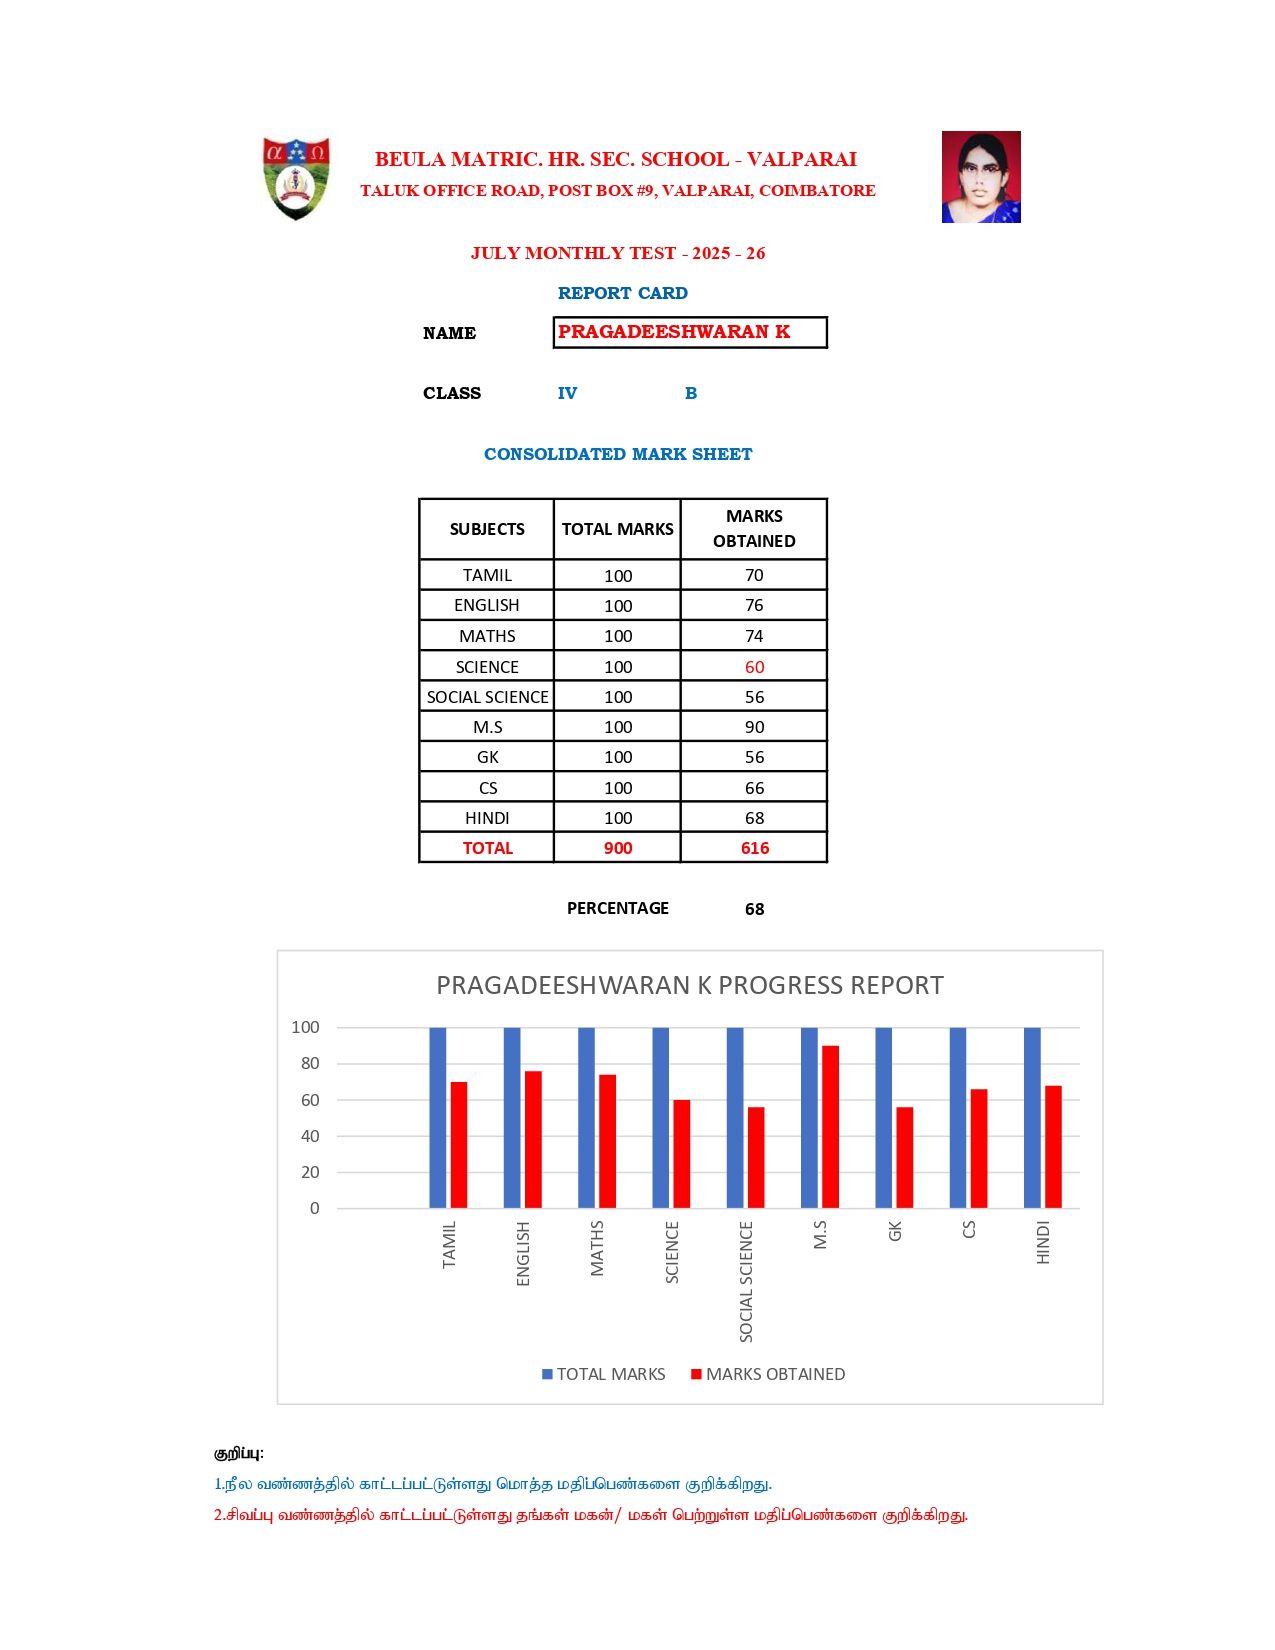 α Ω
BEULA MATRIC. HR. SEC. SCHOOL - VALPARAI
TALUK OFFICE ROAD, POST BOX #9, VALPARAI, COIMBATORE
JULY MONTHLY TEST - 2025 - 26
REPORT CARD
NAME PRAGADEESHWARAN K
CLASS IV B
CONSOLIDATED MARK SHEET
SUBJECTS TOTAL MARKS MARKS OBTAINED
TAMIL 100 70
ENGLISH 100 76
MATHS 100 74
SCIENCE 100 60
SOCIAL SCIENCE 100 56
M.S 100 90
GK 100 56
CS 100 66
HINDI 100 68
TOTAL 900 616
PERCENTAGE 68
PRAGADEESHWARAN K PROGRESS REPORT
100
80
60
40
20
0
TAMIL ENGLISH MATHS SCIENCE SOCIAL SCIENCE M.S GK CS HINDI
TOTAL MARKS MARKS OBTAINED
குறிப்பு:
1.நீல வண்ணத்தில் காட்டப்பட்டுள்ளது மொத்த மதிப்பெண்களை குறிக்கிறது.
2.சிவப்பு வண்ணத்தில் காட்டப்பட்டுள்ளது தங்கள் மகன்/ மகள் பெற்றுள்ள மதிப்பெண்களை குறிக்கிறது.